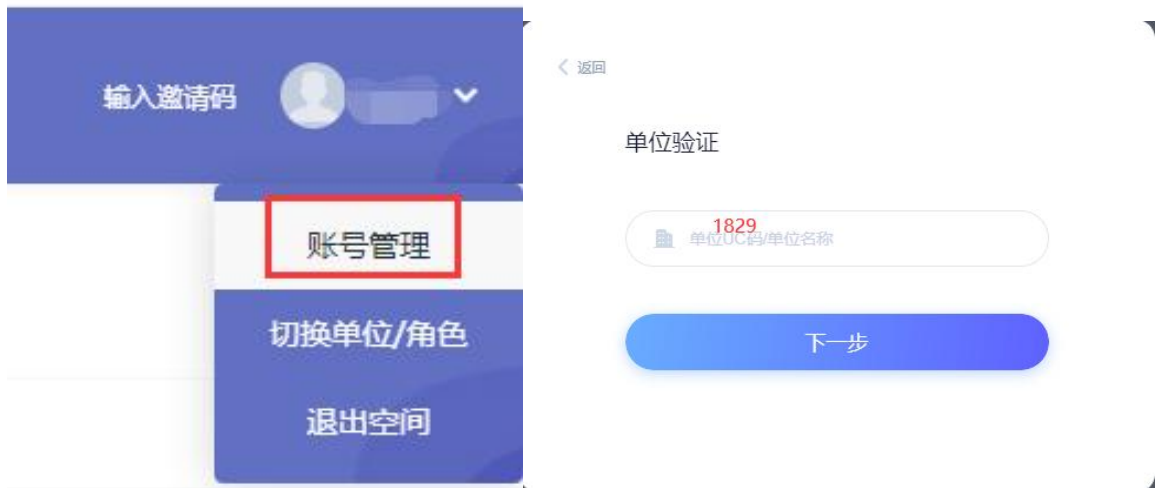 输入邀请码
账号管理
切换单位/角色
退出空间
返回
单位验证
1829
单位UC码/单位名称
下一步